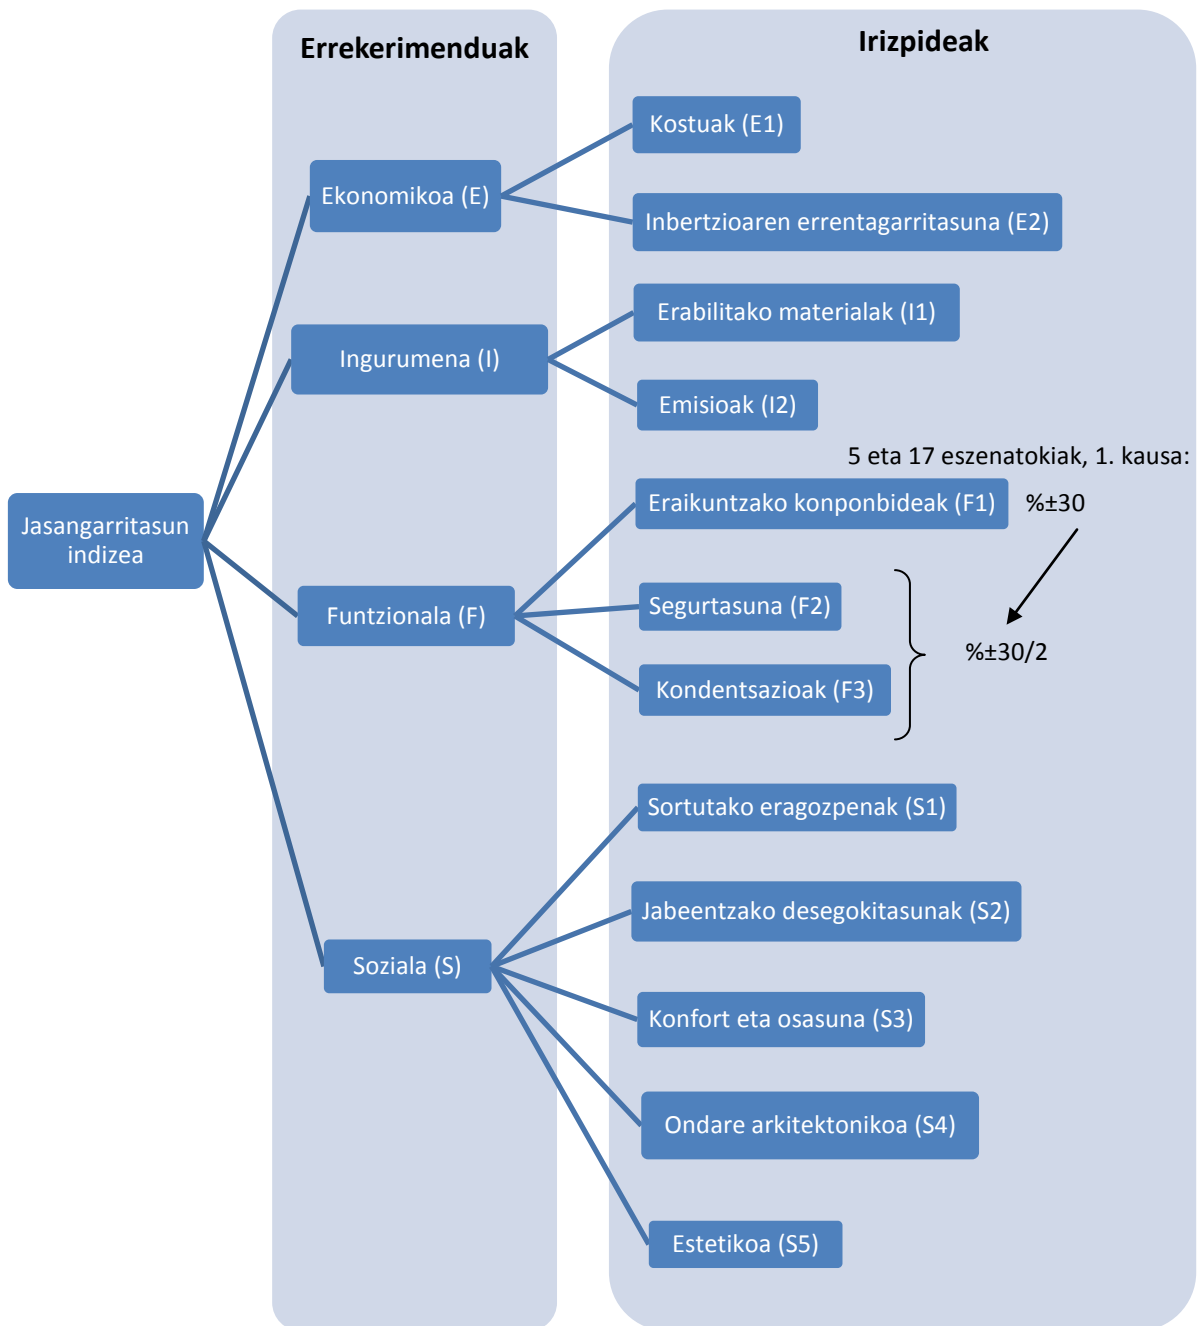 Errekerimenduak
Irizpideak
Kostuak (E1)
Ekonomikoa (E)
Inbertzioaren errentagarritasuna (E2)
Erabilitako materialak (I1)
Ingurumena (I)
Emisioak (I2)
5 eta 17 eszenatokiak, 1. kausa:
Eraikuntzako konponbideak (F1)
%±30
Jasangarritasun
indizea
Funtzionala (F)
Segurtasuna (F2)
%±30/2
Kondentsazioak (F3)
Sortutako eragozpenak (S1)
Jabeentzako desegokitasunak (S2)
Soziala (S)
Konfort eta osasuna (S3)
Ondare arkitektonikoa (S4)
Estetikoa (S5)